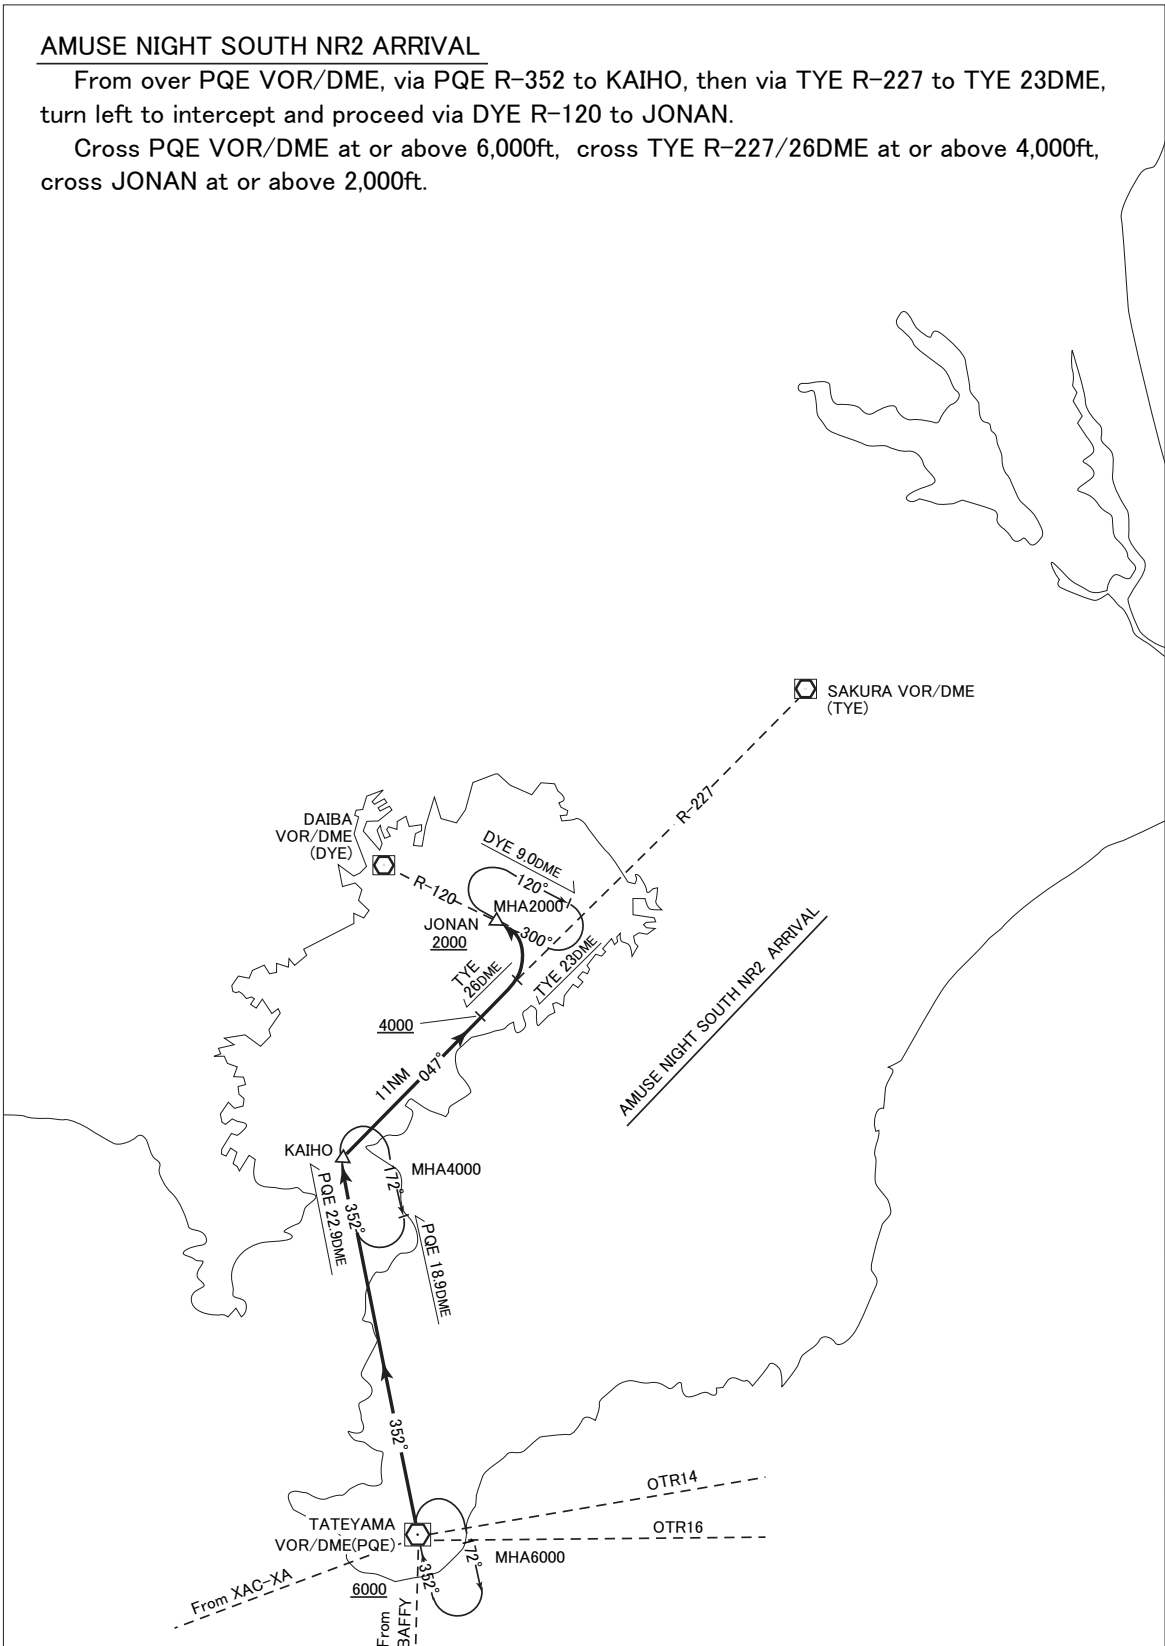 AMUSE NIGHT SOUTH NR2 ARRIVAL
From over PQE VOR/DME, via PQE R-352 to KAIHO, then via TYE R-227 to TYE 23DME,
turn left to intercept and proceed via DYE R-120 to JONAN.
Cross PQE VOR/DME at or above 6,000ft, cross TYE R-227/26DME at or above 4,000ft,
cross JONAN at or above 2,000ft.
SAKURA VOR/DME
(TYE)
R-227
DAIBA
VOR/DME
(DYE)
DYE 9.0DME
R-120
120°
MHA2000
JONAN
2000
300°
TYE
26DME
TYE 23DME
4000
11NM
047°
AMUSE NIGHT SOUTH NR2 ARRIVAL
KAIHO
MHA4000
172°
PQE 22.9DME
352°
PQE 18.9DME
352°
OTR14
OTR16
TATEYAMA
VOR/DME(PQE)
MHA6000
172°
352°
6000
From XAC-XA
From
BAFFY